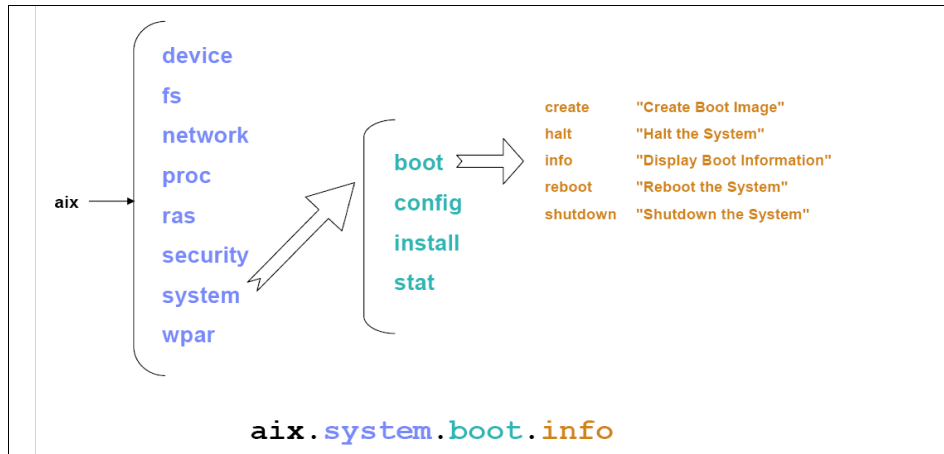 aix
device
fs
network
proc
ras
security
system
wpar
boot
config
install
stat
create "Create Boot Image"
halt "Halt the System"
info "Display Boot Information"
reboot "Reboot the System"
shutdown "Shutdown the System"
aix.system.boot.info